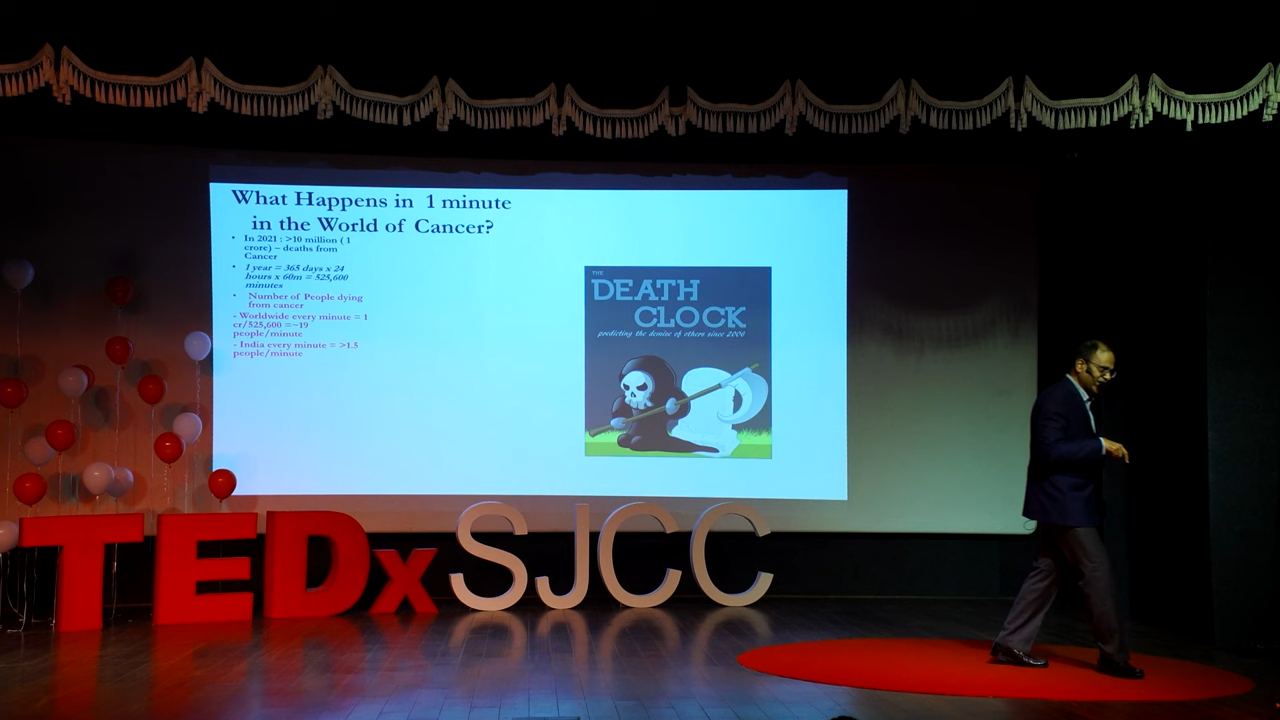 What Happens in 1 minute
in the World of Cancer?
• In 2021 : >10 million ( 1
crore) – deaths from
Cancer
• 1 year = 365 days x 24
hours x 60m = 525,600
minutes
• Number of People dying
from cancer
- Worldwide every minute = 1
cr/525,600 =~19
people/minute
- India every minute = >1.5
people/minute
THE
DEATH
CLOCK
predicting the demise of others since 2006
TEDx SJCC